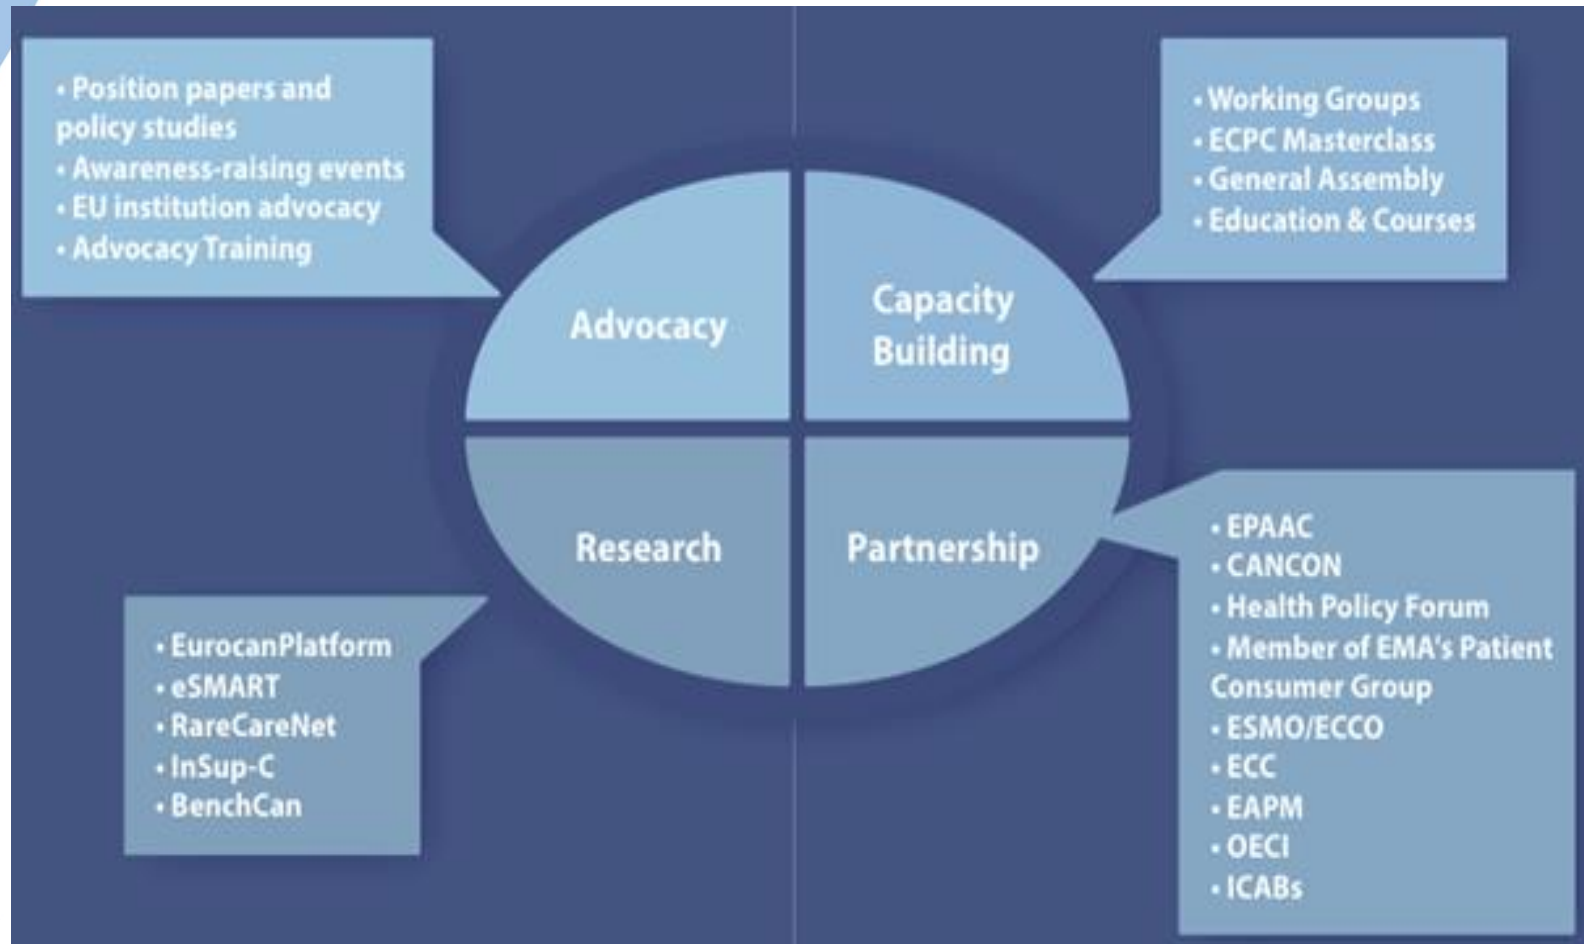 • Position papers and
policy studies
• Awareness-raising events
• EU institution advocacy
• Advocacy Training
• Working Groups
• ECPC Masterclass
• General Assembly
• Education & Courses
Advocacy
Capacity
Building
Research
Partnership
• EurocanPlatform
• eSMART
• RareCareNet
• InSup-C
• BenchCan
• EPAAC
• CANCON
• Health Policy Forum
• Member of EMA's Patient
Consumer Group
• ESMO/ECCO
• ECC
• EAPM
• OECI
• ICABs